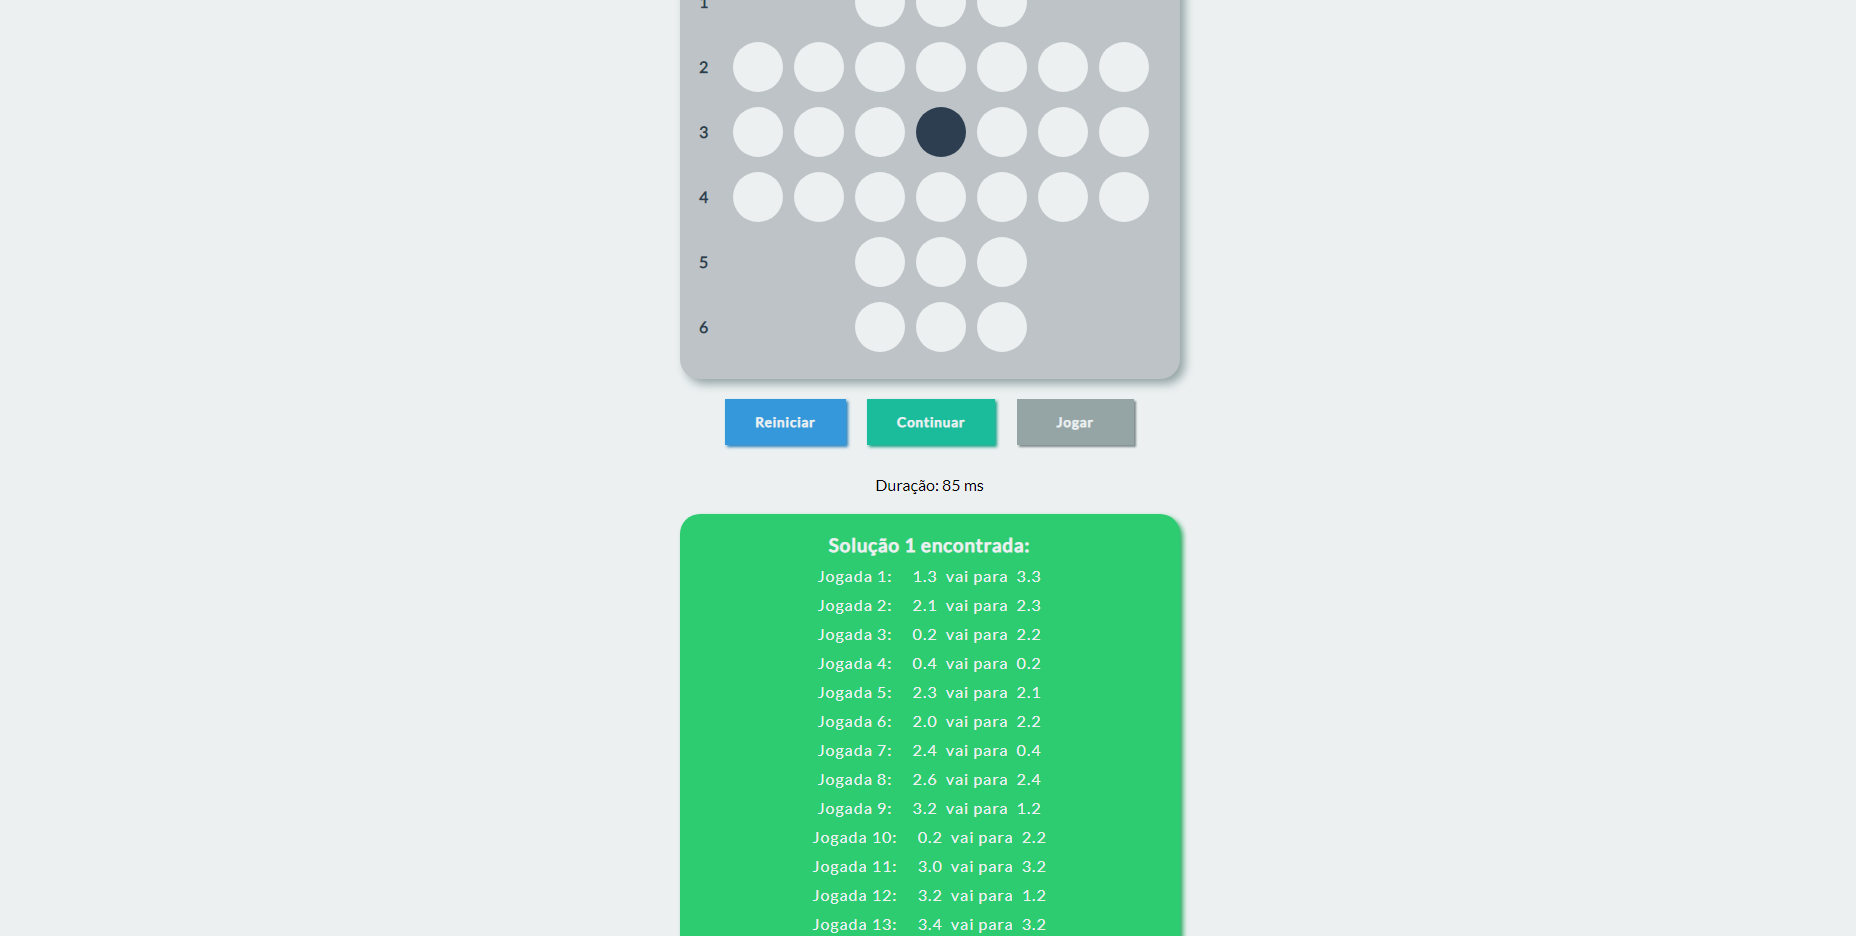 1
2
3
4
5
6
Reiniciar Continuar Jogar
Duração: 85 ms
Solução 1 encontrada:
Jogada 1: 1.3 vai para 3.3
Jogada 2: 2.1 vai para 2.3
Jogada 3: 0.2 vai para 2.2
Jogada 4: 0.4 vai para 0.2
Jogada 5: 2.3 vai para 2.1
Jogada 6: 2.0 vai para 2.2
Jogada 7: 2.4 vai para 0.4
Jogada 8: 2.6 vai para 2.4
Jogada 9: 3.2 vai para 1.2
Jogada 10: 0.2 vai para 2.2
Jogada 11: 3.0 vai para 3.2
Jogada 12: 3.2 vai para 1.2
Jogada 13: 3.4 vai para 3.2